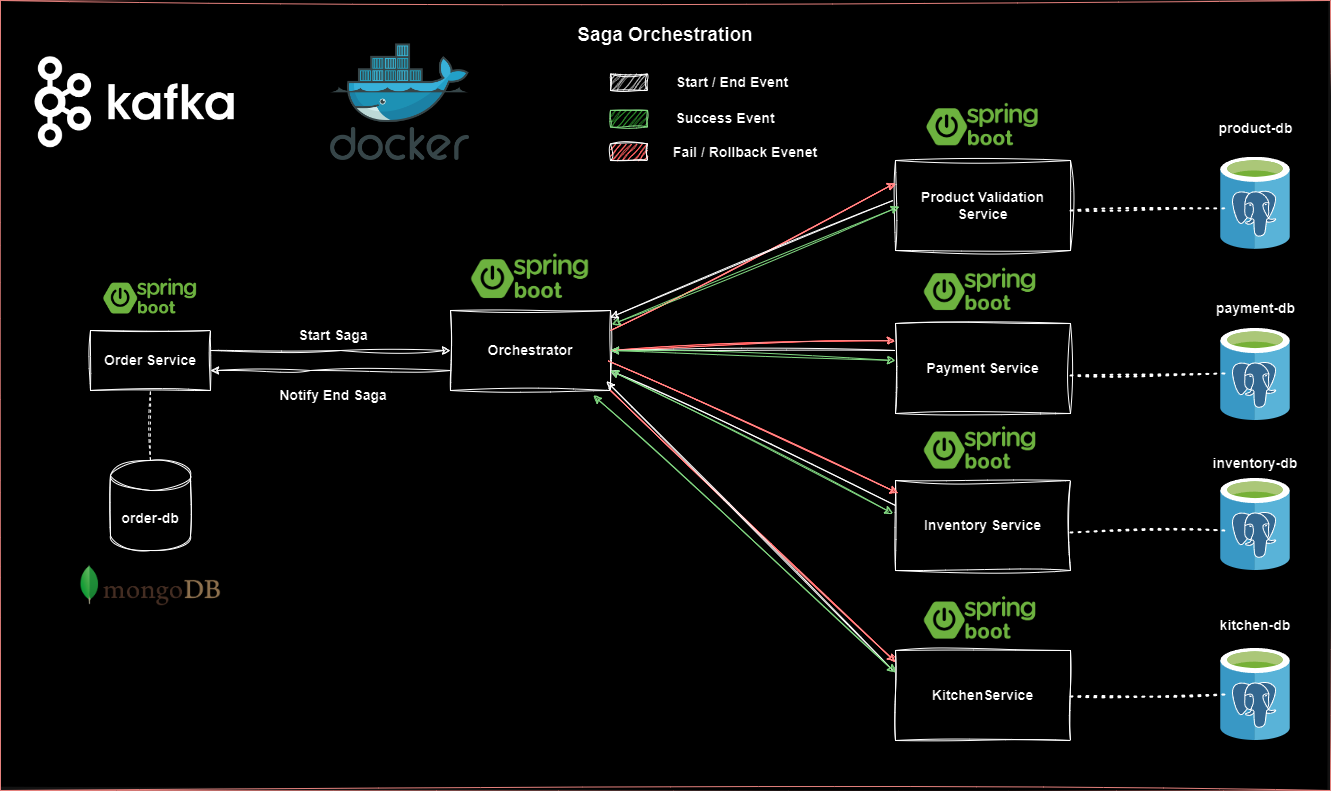 Saga Orchestration
kafka
docker
Start / End Event
Success Event
Fail / Rollback Evenet
spring
boot
product-db
Product Validation
Service
spring
boot
payment-db
Payment Service
spring
boot
Order Service
Start Saga
Notify End Saga
spring
boot
Orchestrator
order-db
mongoDB
spring
boot
inventory-db
Inventory Service
spring
boot
kitchen-db
KitchenService